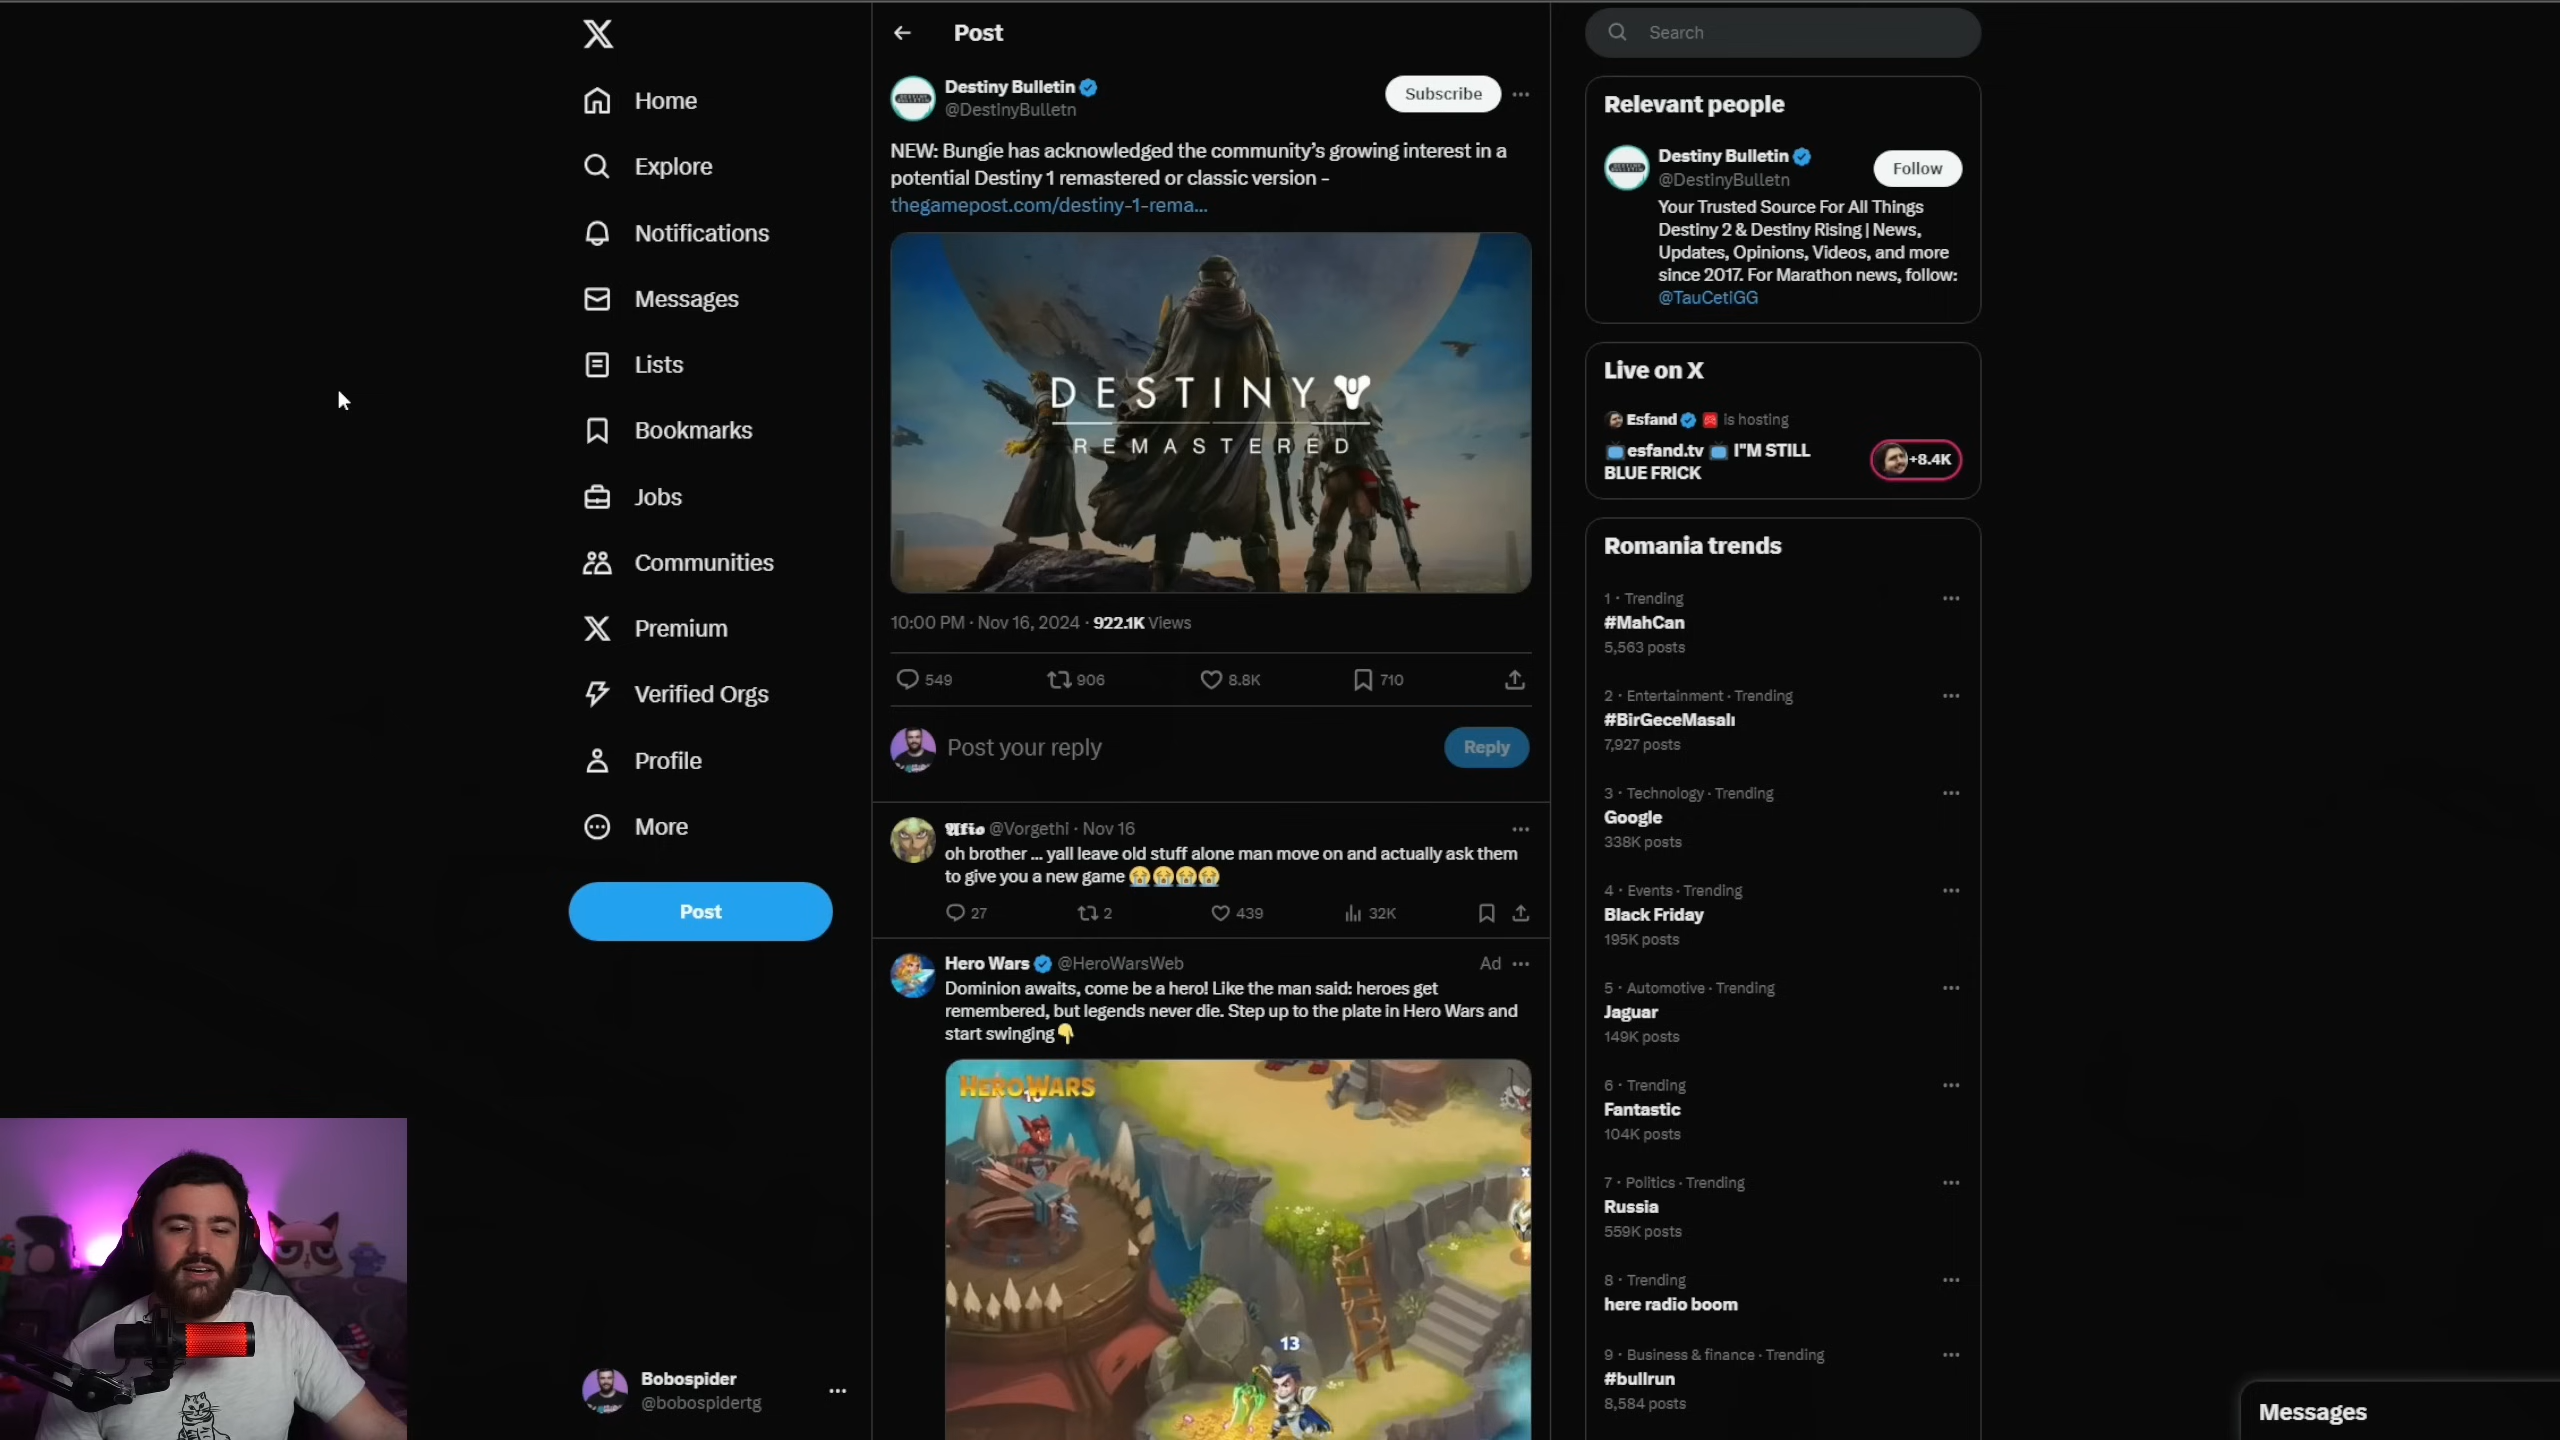 Home
Explore
Notifications
Messages
Lists
Bookmarks
Jobs
Communities
Premium
Verified Orgs
Profile
More
Post
Bobospider
@bobospidertg
Post
Destiny Bulletin
@DestinyBulletn
Subscribe
NEW: Bungie has acknowledged the community’s growing interest in a
potential Destiny 1 remastered or classic version -
thegamepost.com/destiny-1-rema...
DESTINY
REMASTERED
10:00 PM · Nov 16, 2024 · 922.1K Views
549 906 8.8K 710
Post your reply
Reply
@Vorgethi · Nov 16
oh brother ... yall leave old stuff alone man move on and actually ask them
to give you a new game 😭😭😭😭
27 2 439 32K
Hero Wars @HeroWarsWeb Ad
Dominion awaits, come be a hero! Like the man said: heroes get
remembered, but legends never die. Step up to the plate in Hero Wars and
start swinging👇
HERO WARS
13
Search
Relevant people
Destiny Bulletin
@DestinyBulletn
Follow
Your Trusted Source For All Things
Destiny 2 & Destiny Rising | News,
Updates, Opinions, Videos, and more
since 2017. For Marathon news, follow:
@TauCetiGG
Live on X
Esfand is hosting
📺esfand.tv 📺 I"M STILL
BLUE FRICK
+8.4K
Romania trends
1 · Trending
#MahCan
5,563 posts
2 · Entertainment · Trending
#BirGeceMasalı
7,927 posts
3 · Technology · Trending
Google
338K posts
4 · Events · Trending
Black Friday
195K posts
5 · Automotive · Trending
Jaguar
149K posts
6 · Trending
Fantastic
104K posts
7 · Politics · Trending
Russia
559K posts
8 · Trending
here radio boom
9 · Business & finance · Trending
#bullrun
8,584 posts
Messages